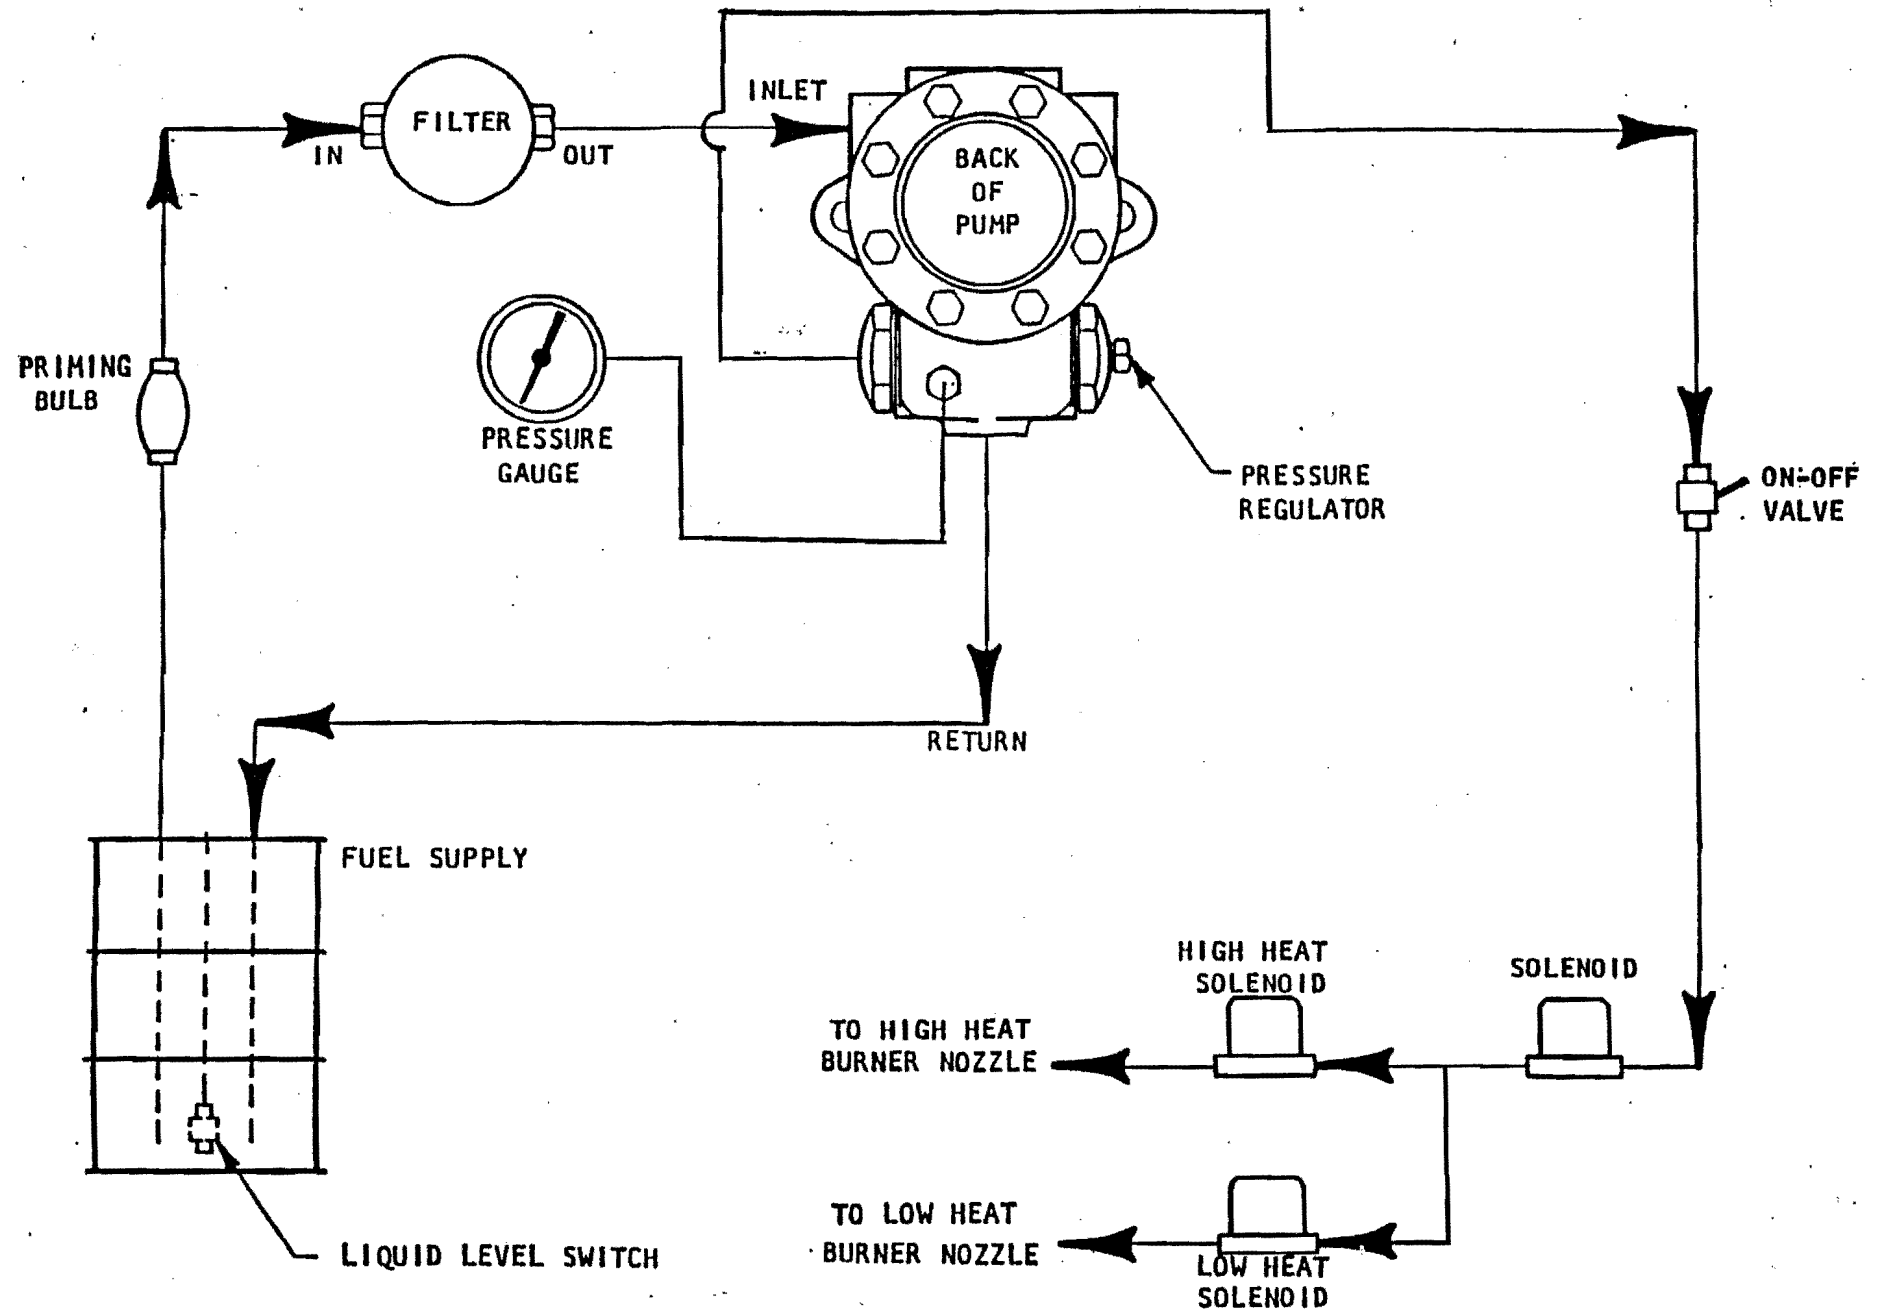 INLET
FILTER
IN
OUT
BACK
OF
PUMP
PRIMING
BULB
PRESSURE
GAUGE
PRESSURE
REGULATOR
ON-OFF
VALVE
RETURN
FUEL SUPPLY
HIGH HEAT
SOLENOID
SOLENOID
TO HIGH HEAT
BURNER NOZZLE
TO LOW HEAT
BURNER NOZZLE
LOW HEAT
SOLENOID
LIQUID LEVEL SWITCH